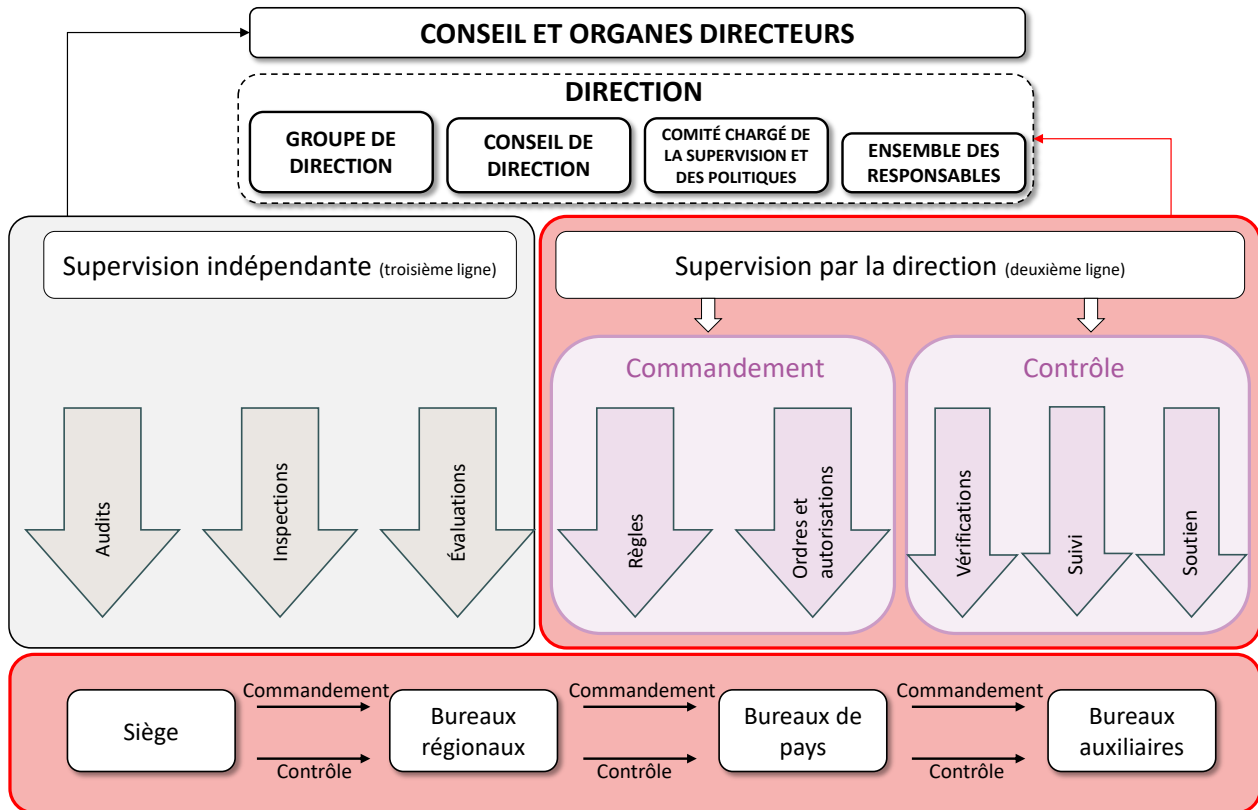 CONSEIL ET ORGANES DIRECTEURS
DIRECTION
GROUPE DE
DIRECTION
CONSEIL DE
DIRECTION
COMITÉ CHARGÉ DE
LA SUPERVISION ET
DES POLITIQUES
ENSEMBLE DES
RESPONSABLES
Supervision indépendante (troisième ligne)
Audits
Inspections
Évaluations
Supervision par la direction (deuxième ligne)
Commandement
Règles
Ordres et
autorisations
Contrôle
Vérifications
Suivi
Soutien
Siège
Commandement
Contrôle
Bureaux
régionaux
Commandement
Contrôle
Bureaux de
pays
Commandement
Contrôle
Bureaux
auxiliaires